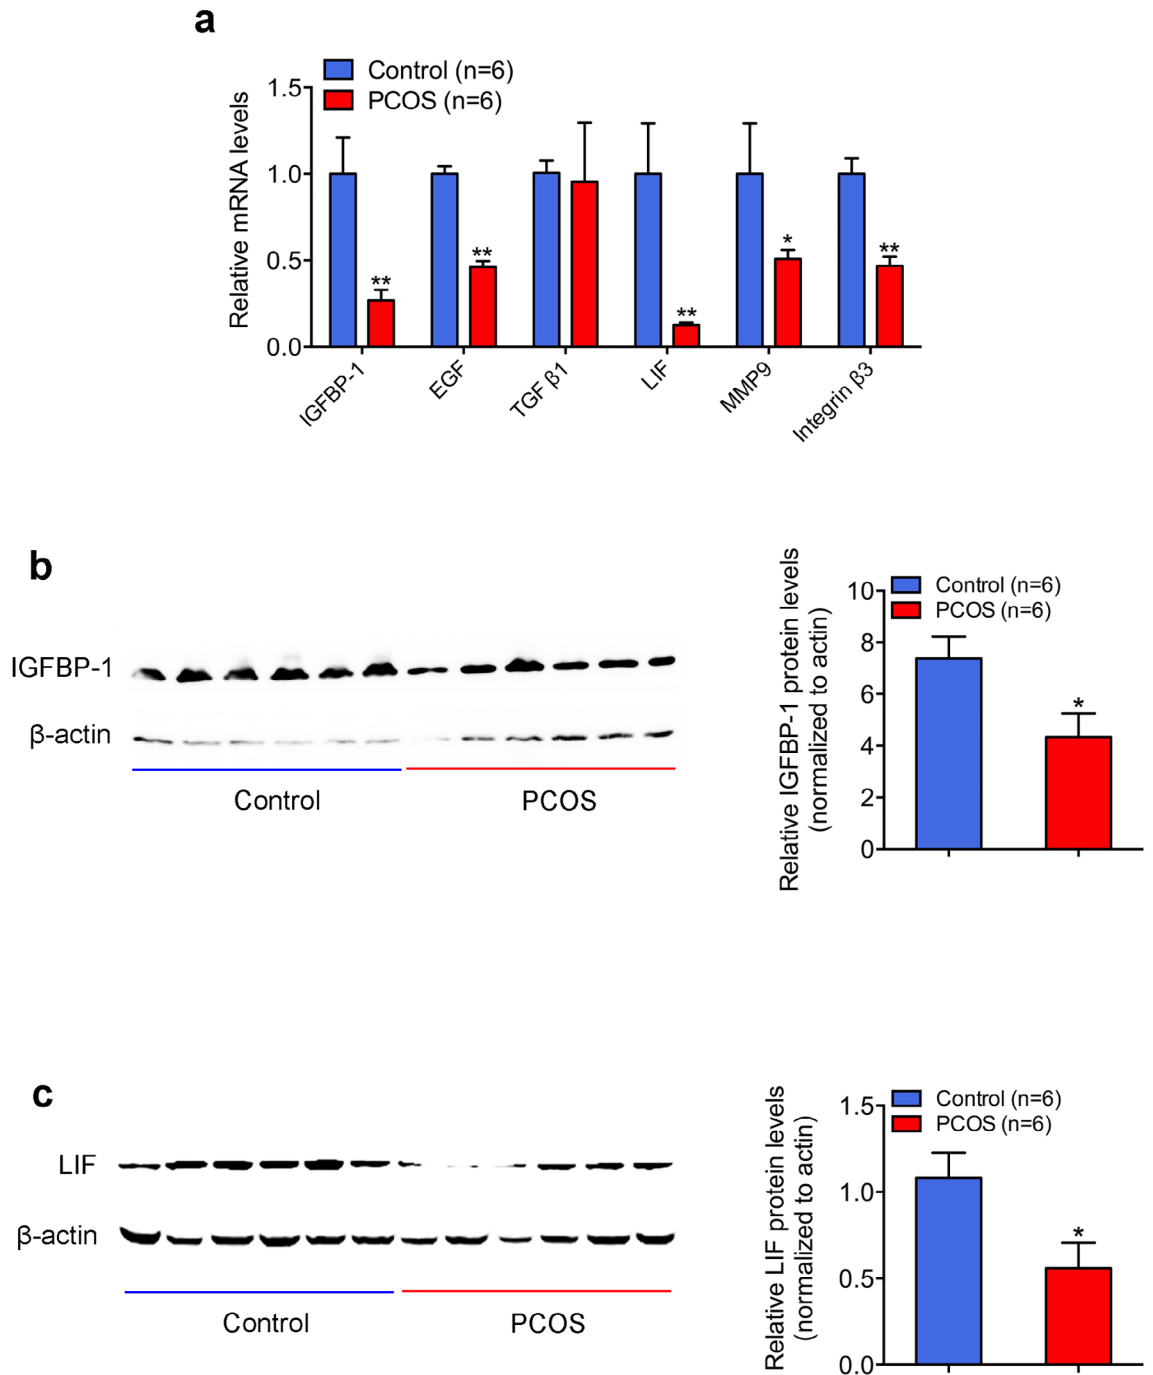 a
Control (n=6)
PCOS (n=6)
Relative mRNA levels
1.5
1.0
0.5
0.0
**
**
**
*
**
IGFBP-1
EGF
TGF β1
LIF
MMP9
Integrin β3
b
IGFBP-1
β-actin
Control
PCOS
Relative IGFBP-1 protein levels
(normalized to actin)
Control (n=6)
PCOS (n=6)
10
8
6
4
2
0
*
c
LIF
β-actin
Control
PCOS
Relative LIF protein levels
(normalized to actin)
Control (n=6)
PCOS (n=6)
1.5
1.0
0.5
0.0
*